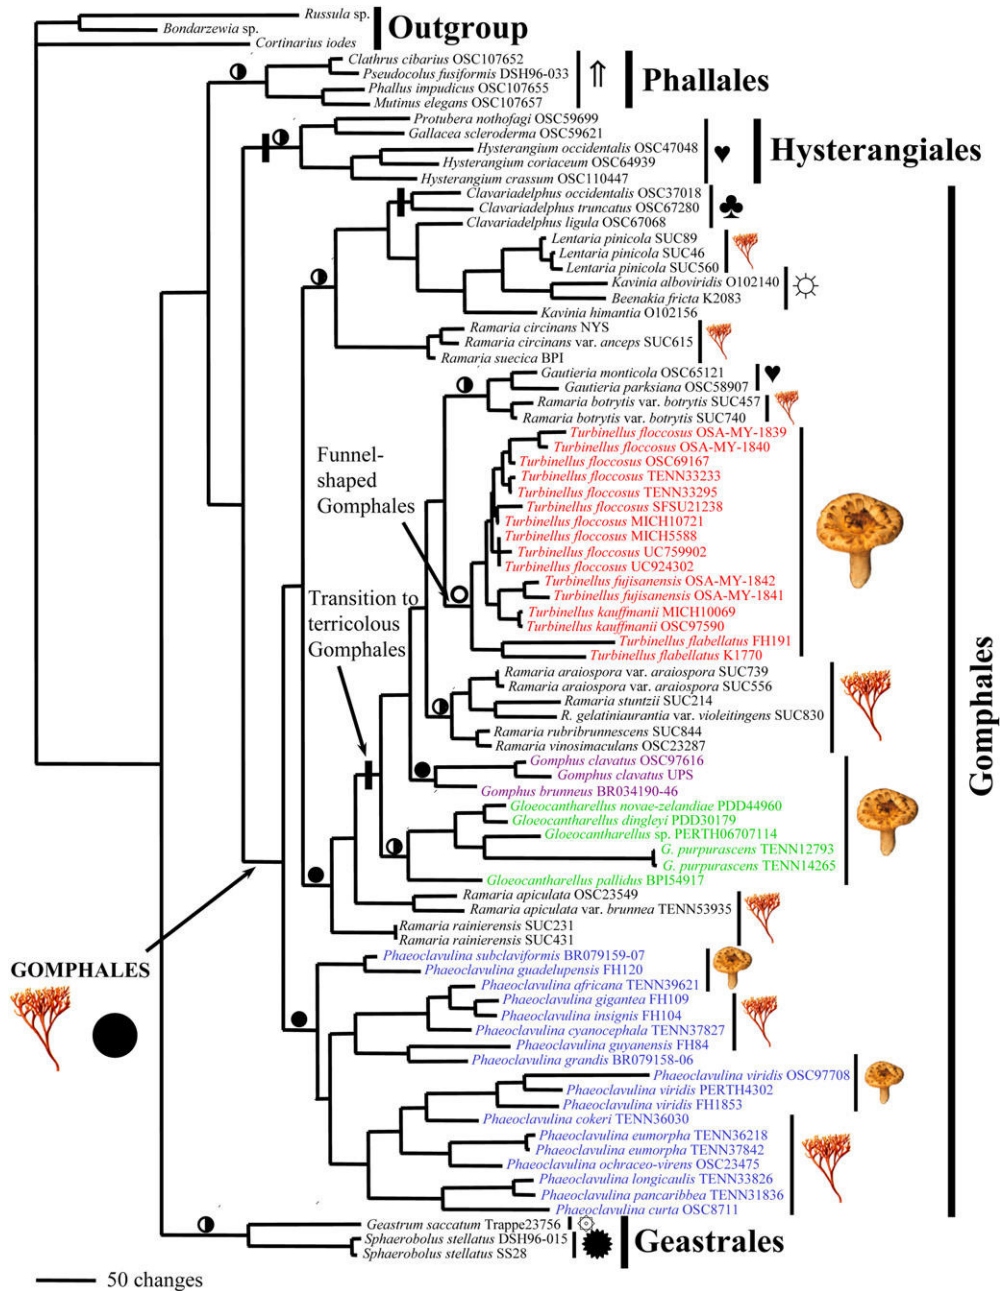 Russula sp.
Bondarzewia sp.
Cortinarius iodes
Outgroup
Clathrus cibarius OSC107652
Pseudocolus fusiformis DSH96-033
Phallus impudicus OSC107655
Mutinus elegans OSC107657
Phallales
Protubera nothofagi OSC59699
Gallacea scleroderma OSC59621
Hysterangium occidentalis OSC47048
Hysterangium coriaceum OSC64939
Hysterangium crassum OSC110447
Hysterangiales
Clavariadelphus occidentalis OSC37018
Clavariadelphus truncatus OSC67280
Clavariadelphus ligula OSC67068
Lentaria pinicola SUC89
Lentaria pinicola SUC46
Lentaria pinicola SUC560
Kavinia alboviridis O102140
Beenakia fricta K2083
Kavinia himantia O102156
Ramaria circinans NYS
Ramaria circinans var. anceps SUC615
Ramaria suecica BPI
Gautieria monticola OSC65121
Gautieria parksiana OSC58907
Ramaria botrytis var. botrytis SUC457
Ramaria botrytis var. botrytis SUC740
Turbinellus floccosus OSA-MY-1839
Turbinellus floccosus OSA-MY-1840
Turbinellus floccosus OSC69167
Turbinellus floccosus TENN33233
Turbinellus floccosus TENN33295
Turbinellus floccosus SFSU21238
Turbinellus floccosus MICH10721
Turbinellus floccosus MICH5588
Turbinellus floccosus UC759902
Turbinellus floccosus UC924302
Turbinellus fujisanensis OSA-MY-1842
Turbinellus fujisanensis OSA-MY-1841
Turbinellus kauffmanii MICH10069
Turbinellus kauffmanii OSC97590
Turbinellus flabellatus FH191
Turbinellus flabellatus K1770
Funnel-
shaped
Gomphales
Transition to
terricolous
Gomphales
Ramaria araiospora var. araiospora SUC739
Ramaria araiospora var. araiospora SUC556
Ramaria stuntzii SUC214
R. gelatiniaurantia var. violeitingens SUC830
Ramaria rubribrunnescens SUC844
Ramaria vinosimaculans OSC23287
Gomphus clavatus OSC97616
Gomphus clavatus UPS
Gomphus brunneus BR034190-46
Gloeocantharellus novae-zelandiae PDD44960
Gloeocantharellus dingleyi PDD30179
Gloeocantharellus sp. PERTH06707114
G. purpurascens TENN12793
G. purpurascens TENN14265
Gloeocantharellus pallidus BPI54917
Ramaria apiculata OSC23549
Ramaria apiculata var. brunnea TENN53935
Ramaria rainierensis SUC231
Ramaria rainierensis SUC431
Gomphales
GOMPHALES
Phaeoclavulina subclaviformis BR079159-07
Phaeoclavulina guadelupensis FH120
Phaeoclavulina africana TENN39621
Phaeoclavulina gigantea FH109
Phaeoclavulina insignis FH104
Phaeoclavulina cyanocephala TENN37827
Phaeoclavulina guyanensis FH84
Phaeoclavulina grandis BR079158-06
Phaeoclavulina viridis OSC97708
Phaeoclavulina viridis PERTH4302
Phaeoclavulina viridis FH1853
Phaeoclavulina cokeri TENN36030
Phaeoclavulina eumorpha TENN36218
Phaeoclavulina eumorpha TENN37842
Phaeoclavulina ochraceo-virens OSC23475
Phaeoclavulina longicaulis TENN33826
Phaeoclavulina pancaribbea TENN31836
Phaeoclavulina curta OSC8711
Geastrum saccatum Trappe23756
Sphaerobolus stellatus DSH96-015
Sphaerobolus stellatus SS28
Geastrales
50 changes